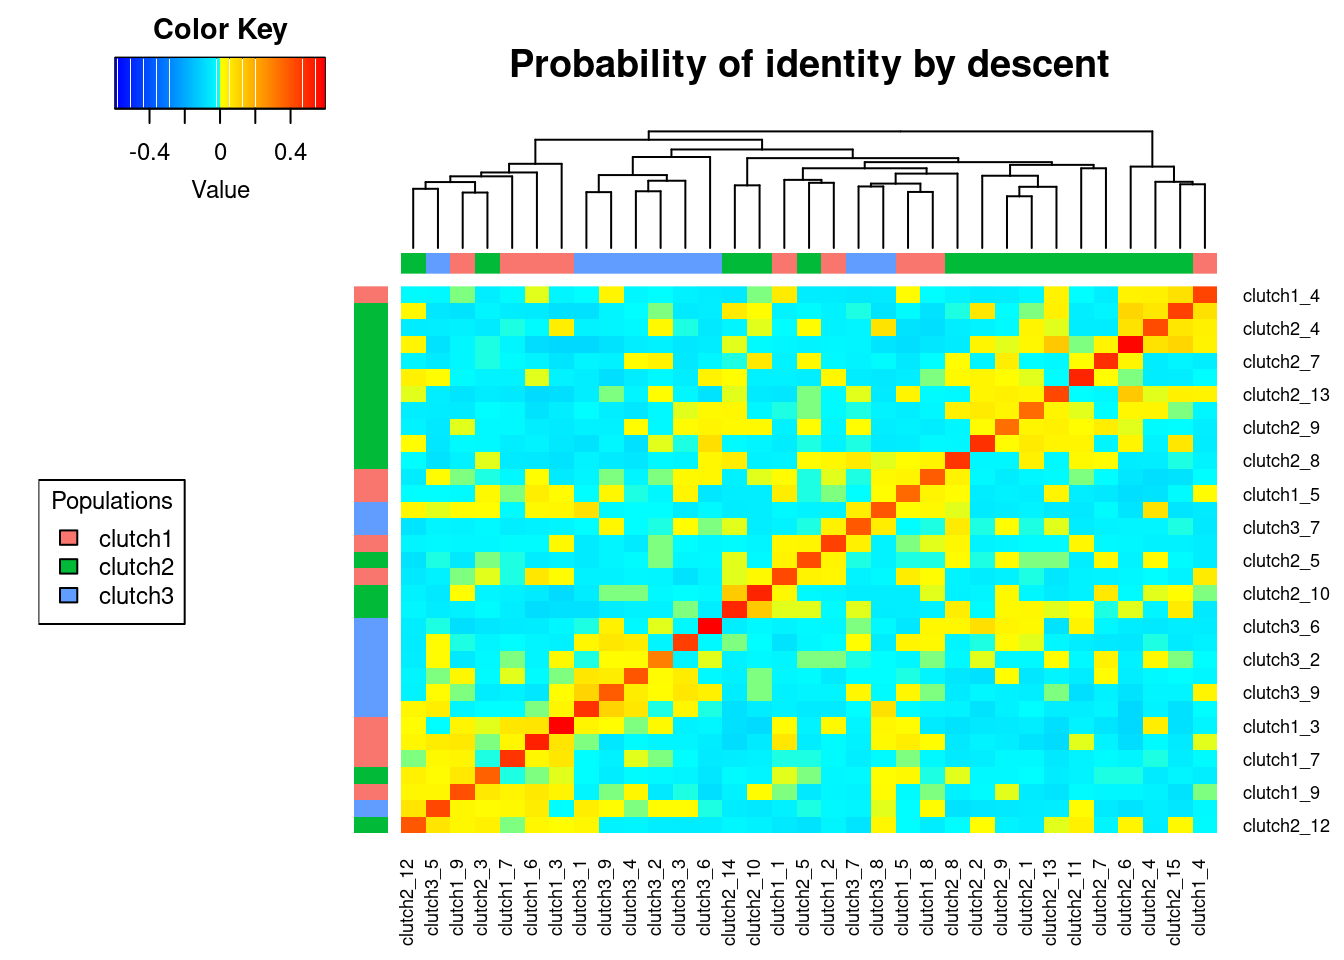 Color Key
Probability of identity by descent
-0.4 0 0.4
Value
clutch1_4
clutch2_4
clutch2_7
clutch2_13
clutch2_9
clutch2_8
clutch1_5
clutch3_7
clutch2_5
clutch2_10
clutch3_6
clutch3_2
clutch3_9
clutch1_3
clutch1_7
clutch1_9
clutch2_12
Populations
clutch1
clutch2
clutch3
clutch2_12
clutch3_5
clutch1_9
clutch2_3
clutch1_7
clutch1_6
clutch1_3
clutch3_1
clutch3_9
clutch3_4
clutch3_2
clutch3_3
clutch3_6
clutch2_14
clutch2_10
clutch1_1
clutch2_5
clutch1_2
clutch3_7
clutch3_8
clutch1_5
clutch1_8
clutch2_8
clutch2_2
clutch2_9
clutch2_1
clutch2_13
clutch2_11
clutch2_7
clutch2_6
clutch2_4
clutch2_15
clutch1_4